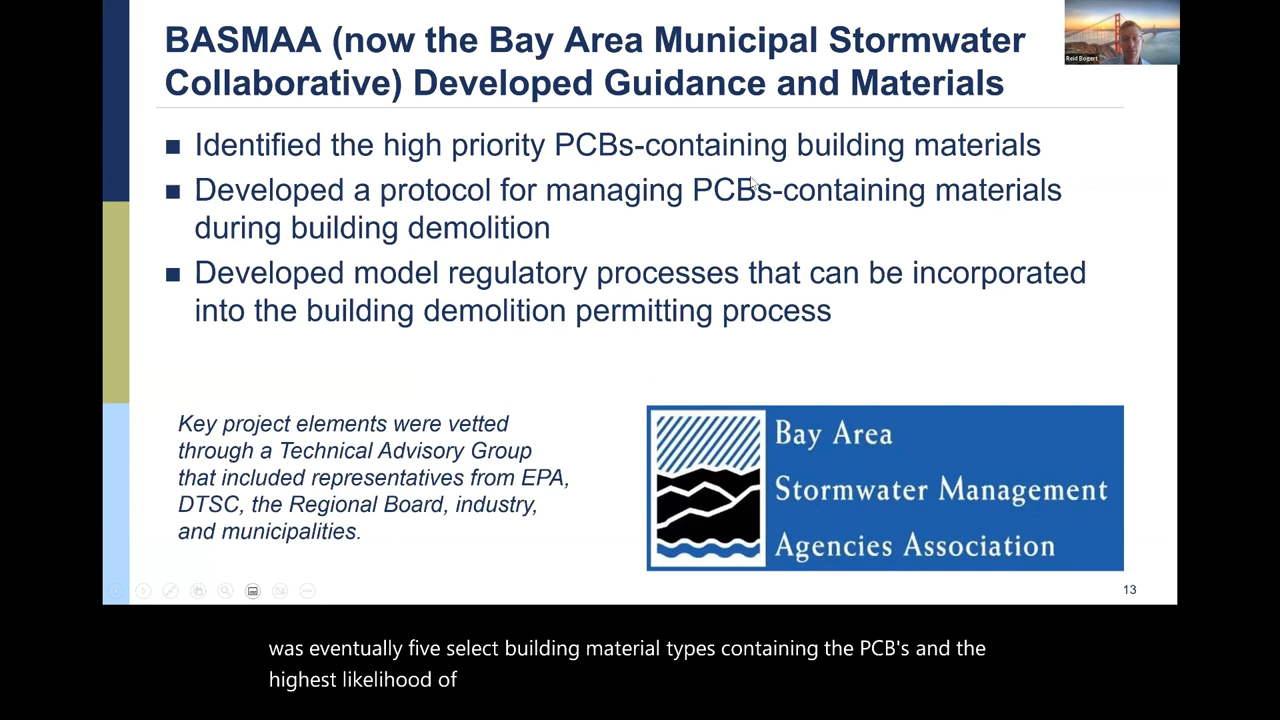 BASMAA (now the Bay Area Municipal Stormwater
Collaborative) Developed Guidance and Materials
Reid Bogert
■ Identified the high priority PCBs-containing building materials
■ Developed a protocol for managing PCBs-containing materials
during building demolition
■ Developed model regulatory processes that can be incorporated
into the building demolition permitting process
Key project elements were vetted
through a Technical Advisory Group
that included representatives from EPA,
DTSC, the Regional Board, industry,
and municipalities.
Bay Area
Stormwater Management
Agencies Association
13
was eventually five select building material types containing the PCB's and the
highest likelihood of